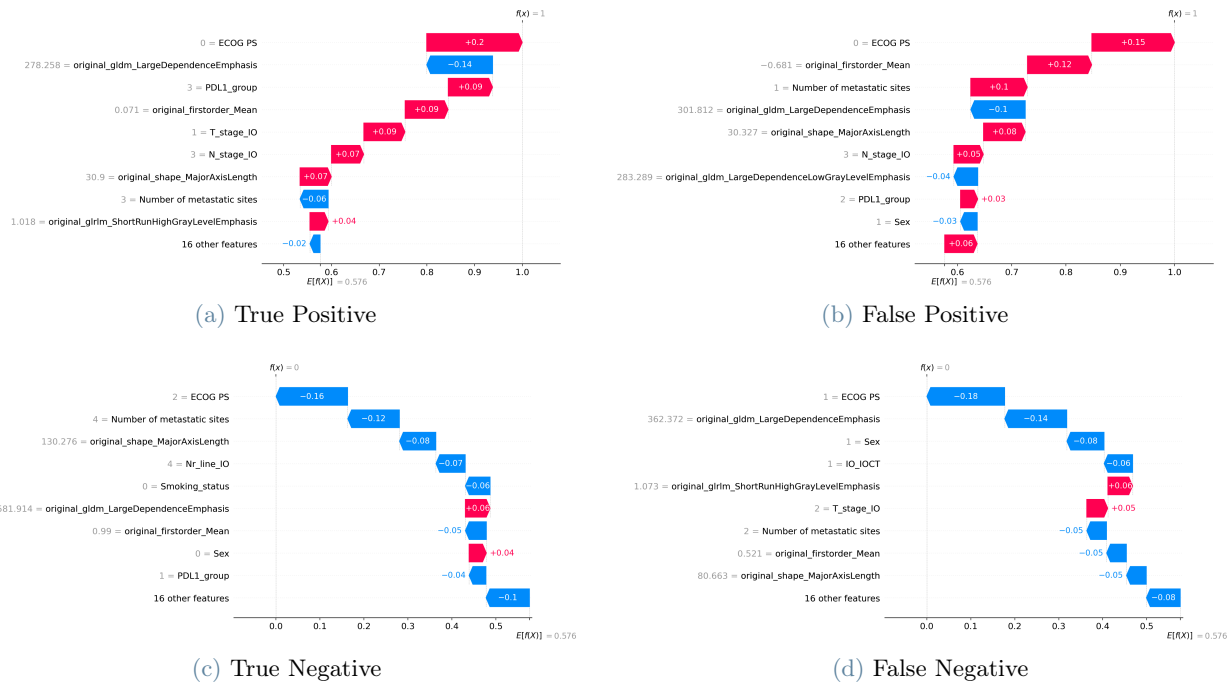 f(x) = 1
0 = ECOG PS +0.2
278.258 = original_gldm_LargeDependenceEmphasis −0.14
3 = PDL1_group +0.09
0.071 = original_firstorder_Mean +0.09
1 = T_stage_IO +0.09
3 = N_stage_IO +0.07
30.9 = original_shape_MajorAxisLength +0.07
3 = Number of metastatic sites −0.06
1.018 = original_glrlm_ShortRunHighGrayLevelEmphasis +0.04
16 other features −0.02
0.5 0.6 0.7 0.8 0.9 1.0
E[f(X)] = 0.576
(a) True Positive
f(x) = 1
0 = ECOG PS +0.15
−0.681 = original_firstorder_Mean +0.12
1 = Number of metastatic sites +0.1
301.812 = original_gldm_LargeDependenceEmphasis −0.1
30.327 = original_shape_MajorAxisLength +0.08
3 = N_stage_IO +0.05
283.289 = original_gldm_LargeDependenceLowGrayLevelEmphasis −0.04
2 = PDL1_group +0.03
1 = Sex −0.03
16 other features +0.06
0.6 0.7 0.8 0.9 1.0
E[f(X)] = 0.576
(b) False Positive
f(x) = 0
2 = ECOG PS −0.16
4 = Number of metastatic sites −0.12
130.276 = original_shape_MajorAxisLength −0.08
4 = Nr_line_IO −0.07
0 = Smoking_status −0.06
581.914 = original_gldm_LargeDependenceEmphasis +0.06
0.99 = original_firstorder_Mean −0.05
0 = Sex +0.04
1 = PDL1_group −0.04
16 other features −0.1
0.0 0.1 0.2 0.3 0.4 0.5
E[f(X)] = 0.576
(c) True Negative
f(x) = 0
1 = ECOG PS −0.18
362.372 = original_gldm_LargeDependenceEmphasis −0.14
1 = Sex −0.08
1 = IO_IOCT −0.06
1.073 = original_glrlm_ShortRunHighGrayLevelEmphasis +0.06
2 = T_stage_IO +0.05
2 = Number of metastatic sites −0.05
0.521 = original_firstorder_Mean −0.05
80.663 = original_shape_MajorAxisLength −0.05
16 other features −0.08
0.0 0.1 0.2 0.3 0.4 0.5
E[f(X)] = 0.576
(d) False Negative